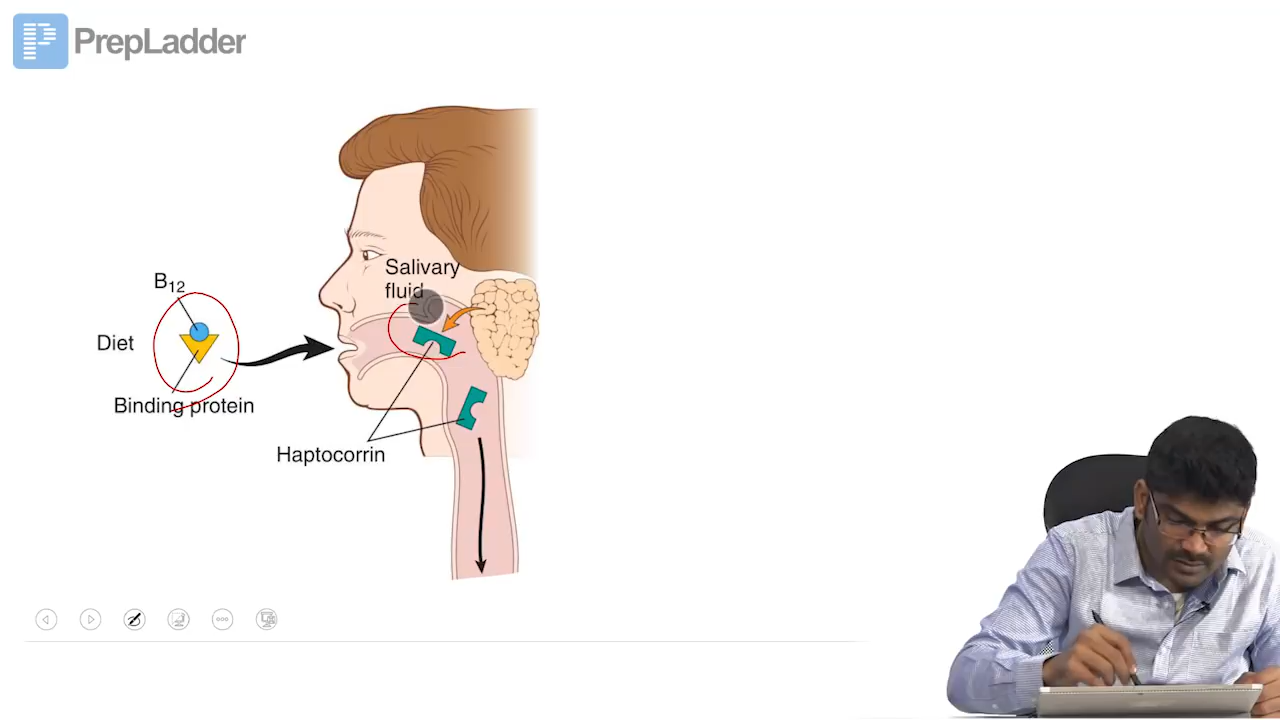 PrepLadder
Salivary
fluid
B12
Diet
Binding protein
Haptocorrin